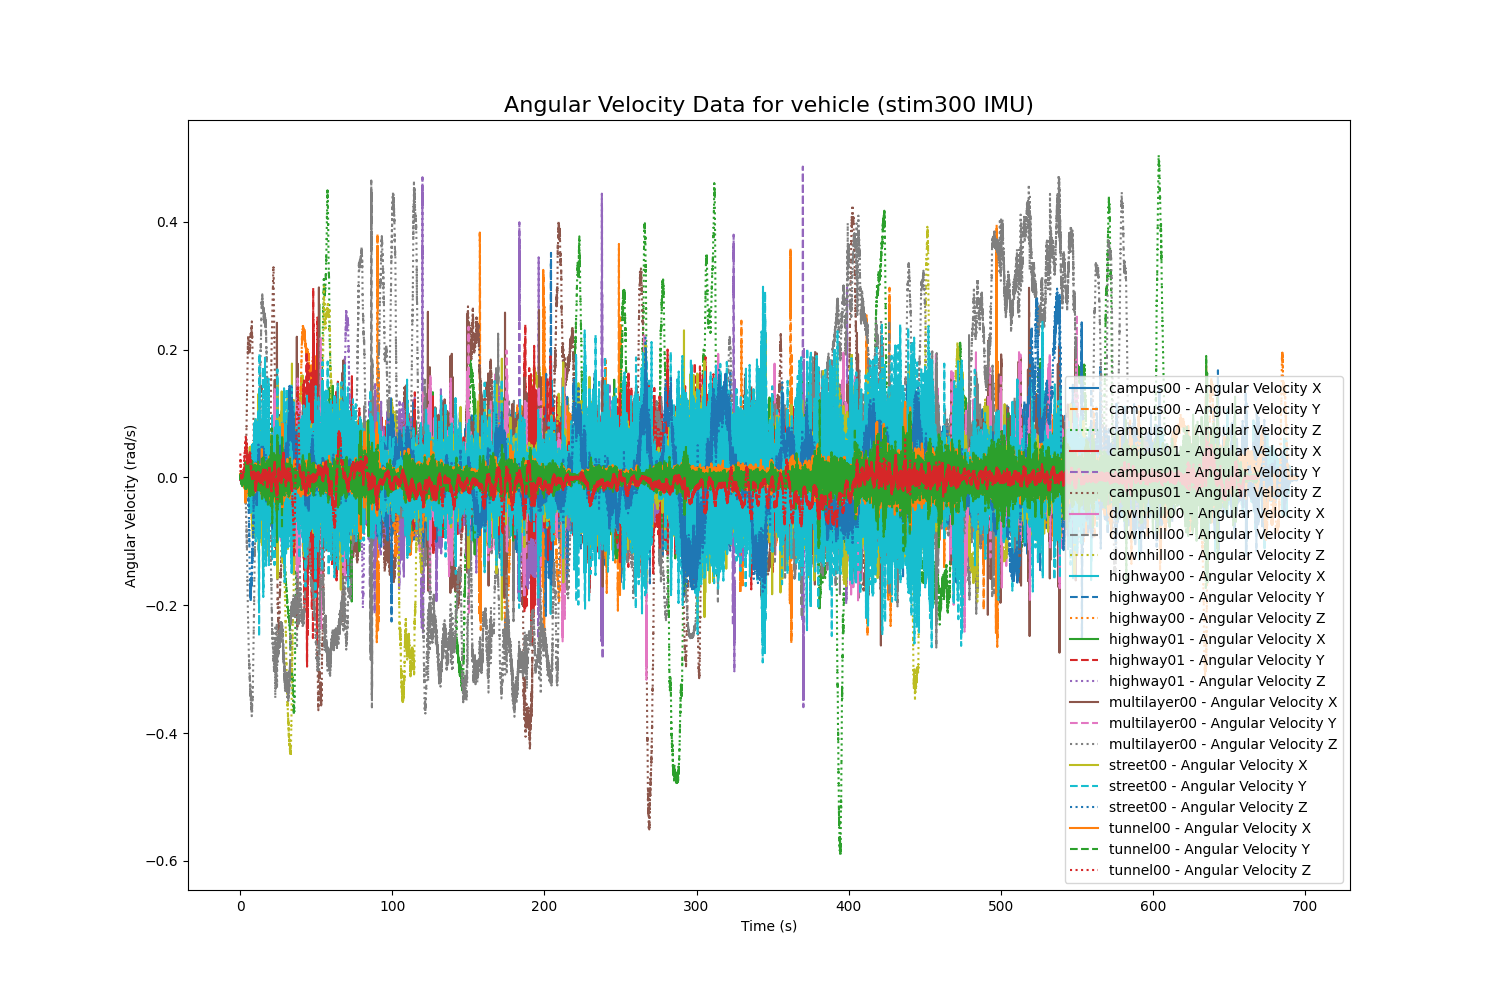 Angular Velocity Data for vehicle (stim300 IMU)
Angular Velocity (rad/s)
0.4
0.2
0.0
−0.2
−0.4
−0.6
campus00 - Angular Velocity X
campus00 - Angular Velocity Y
campus00 - Angular Velocity Z
campus01 - Angular Velocity X
campus01 - Angular Velocity Y
campus01 - Angular Velocity Z
downhill00 - Angular Velocity X
downhill00 - Angular Velocity Y
downhill00 - Angular Velocity Z
highway00 - Angular Velocity X
highway00 - Angular Velocity Y
highway00 - Angular Velocity Z
highway01 - Angular Velocity X
highway01 - Angular Velocity Y
highway01 - Angular Velocity Z
multilayer00 - Angular Velocity X
multilayer00 - Angular Velocity Y
multilayer00 - Angular Velocity Z
street00 - Angular Velocity X
street00 - Angular Velocity Y
street00 - Angular Velocity Z
tunnel00 - Angular Velocity X
tunnel00 - Angular Velocity Y
tunnel00 - Angular Velocity Z
0 100 200 300 400 500 600 700
Time (s)